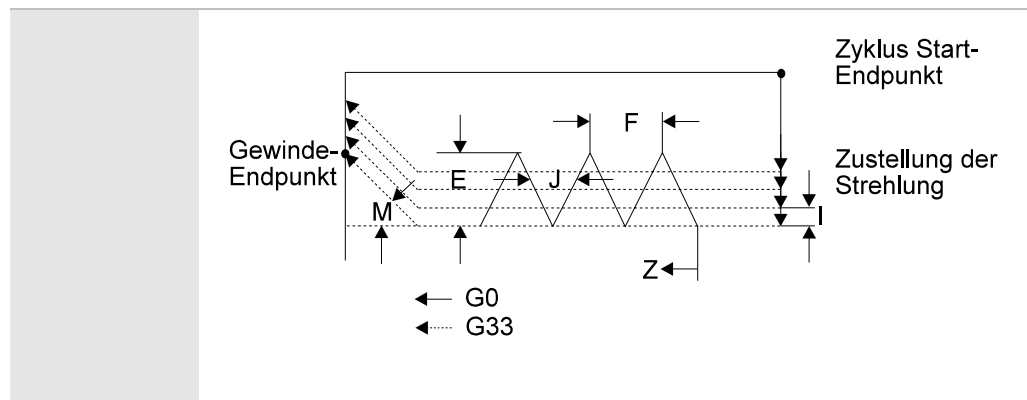 Zyklus Start-
Endpunkt
F
Gewinde-
Endpunkt
E
J
Zustellung der
Strehlung
M
I
Z
G0
G33